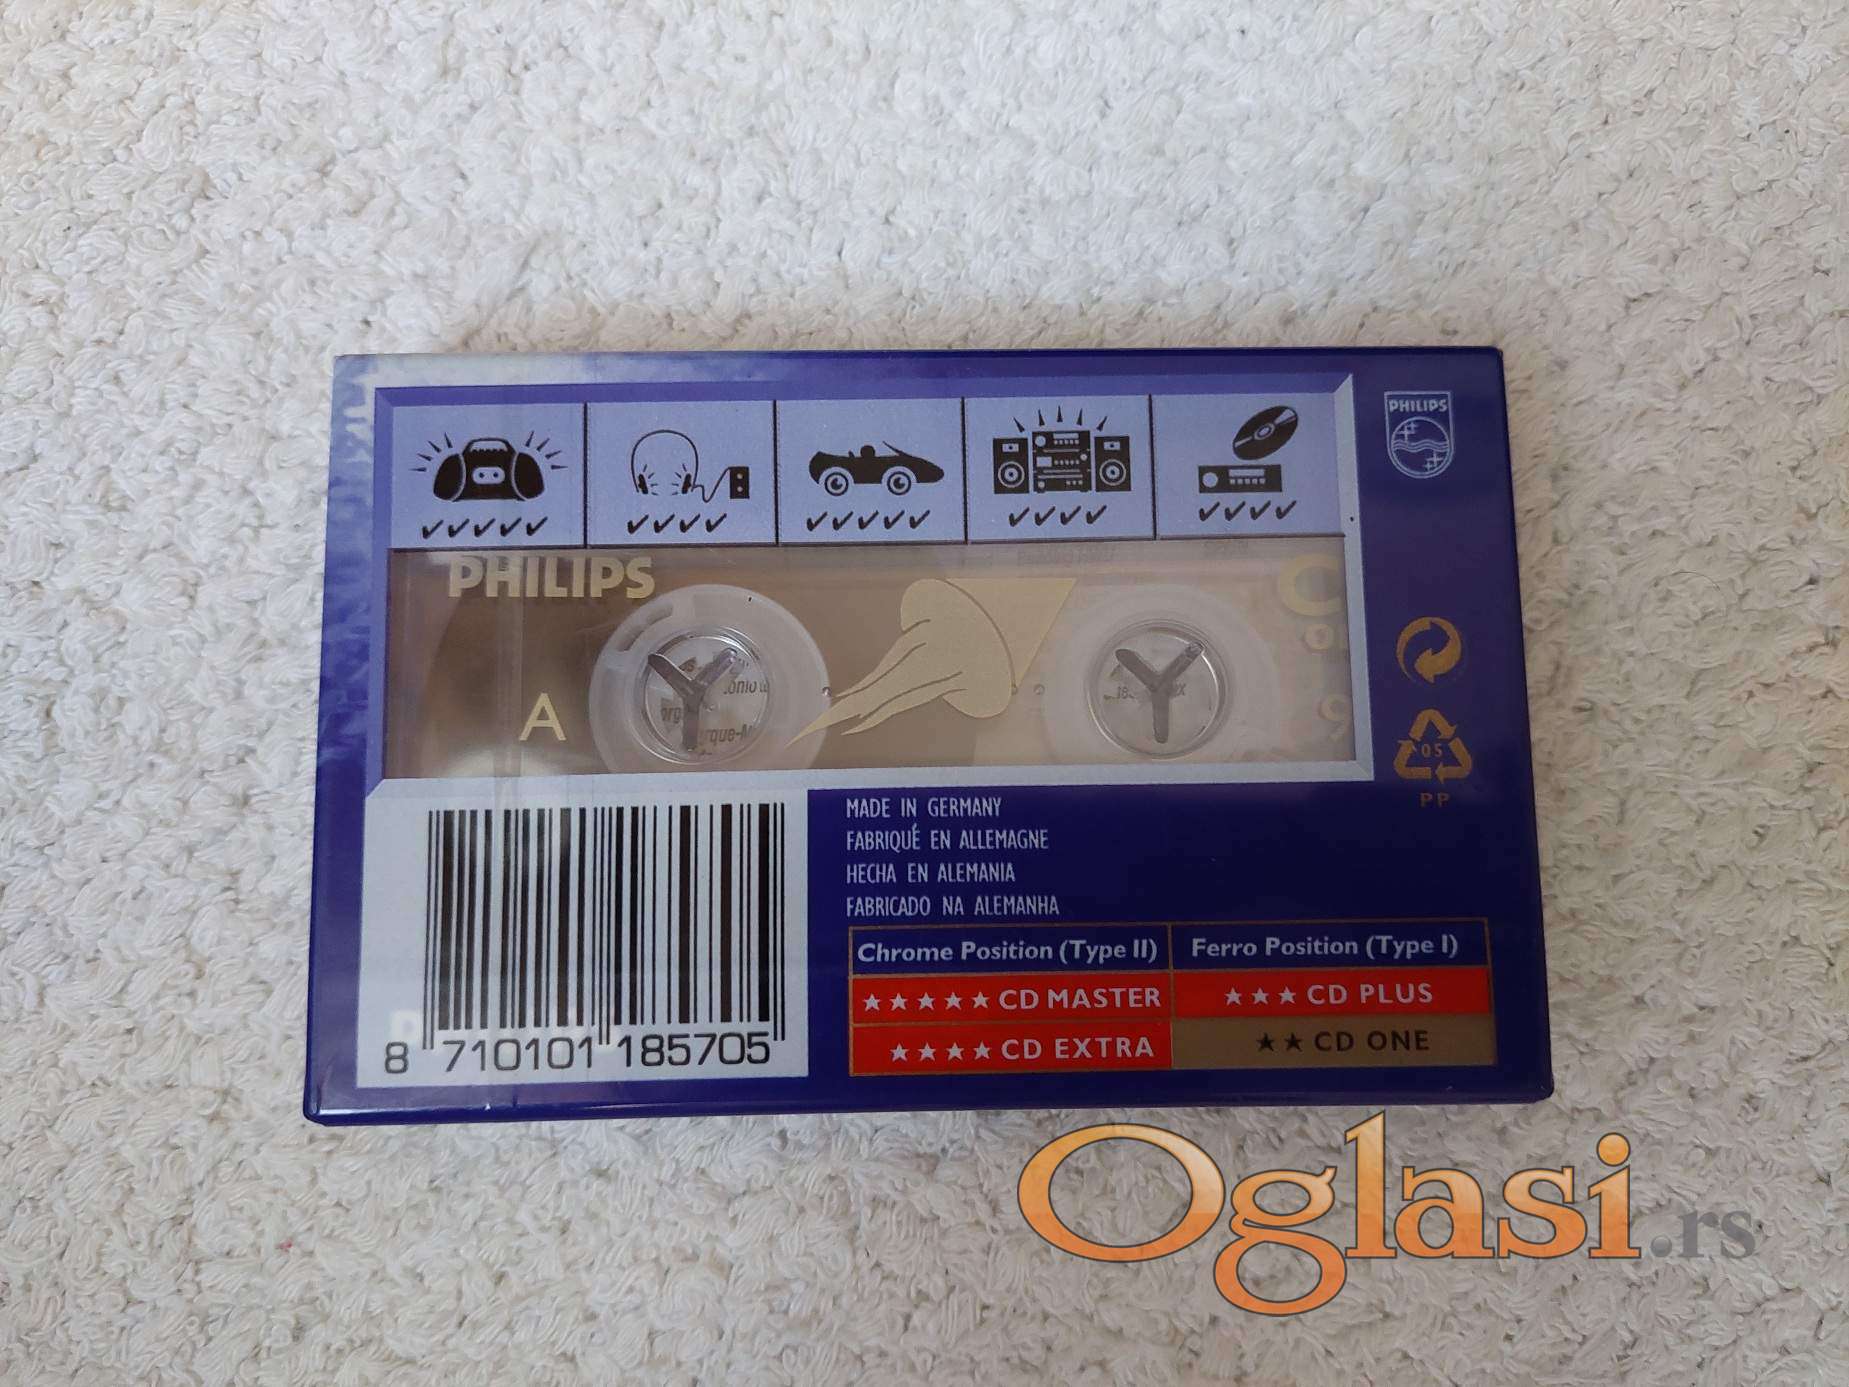 PHILIPS
PHILIPS
C
A
9
05
PP
MADE IN GERMANY
FABRIQUÉ EN ALLEMAGNE
HECHA EN ALEMANIA
FABRICADO NA ALEMANHA
Chrome Position (Type II) Ferro Position (Type I)
★★★★★ CD MASTER ★★★ CD PLUS
★★★★ CD EXTRA ★★ CD ONE
8 710101 185705
Oglasi.rs